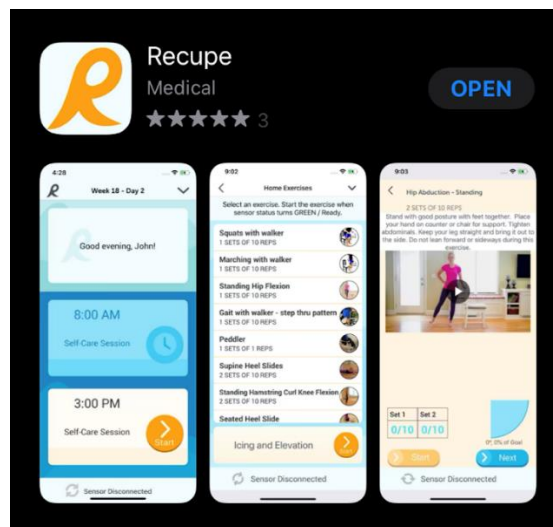 Recupe
Medical
OPEN
3
4:28
Week 18 - Day 2
Good evening, John!
8:00 AM
Self-Care Session
3:00 PM
Self-Care Session
Start
Sensor Disconnected
9:02
Home Exercises
Select an exercise. Start the exercise when
sensor status turns GREEN / Ready.
Squats with walker
1 SETS OF 10 REPS
Marching with walker
1 SETS OF 10 REPS
Standing Hip Flexion
1 SETS OF 10 REPS
Gait with walker - step thru pattern
1 SETS OF 10 REPS
Peddler
1 SETS OF 1 REPS
Supine Heel Slides
2 SETS OF 10 REPS
Standing Hamstring Curl Knee Flexion
2 SETS OF 10 REPS
Seated Heel Slide
Icing and Elevation
Start
Sensor Disconnected
9:03
Hip Abduction - Standing
2 SETS OF 10 REPS
Stand with good posture with feet together. Place
your hand on counter or chair for support. Tighten
abdominals. Keep your leg straight and bring it out to
the side. Do not lean forward or sideways during this
exercise.
Set 1 Set 2
0/10 0/10
0°, 0% of Goal
Start
Next
Sensor Disconnected